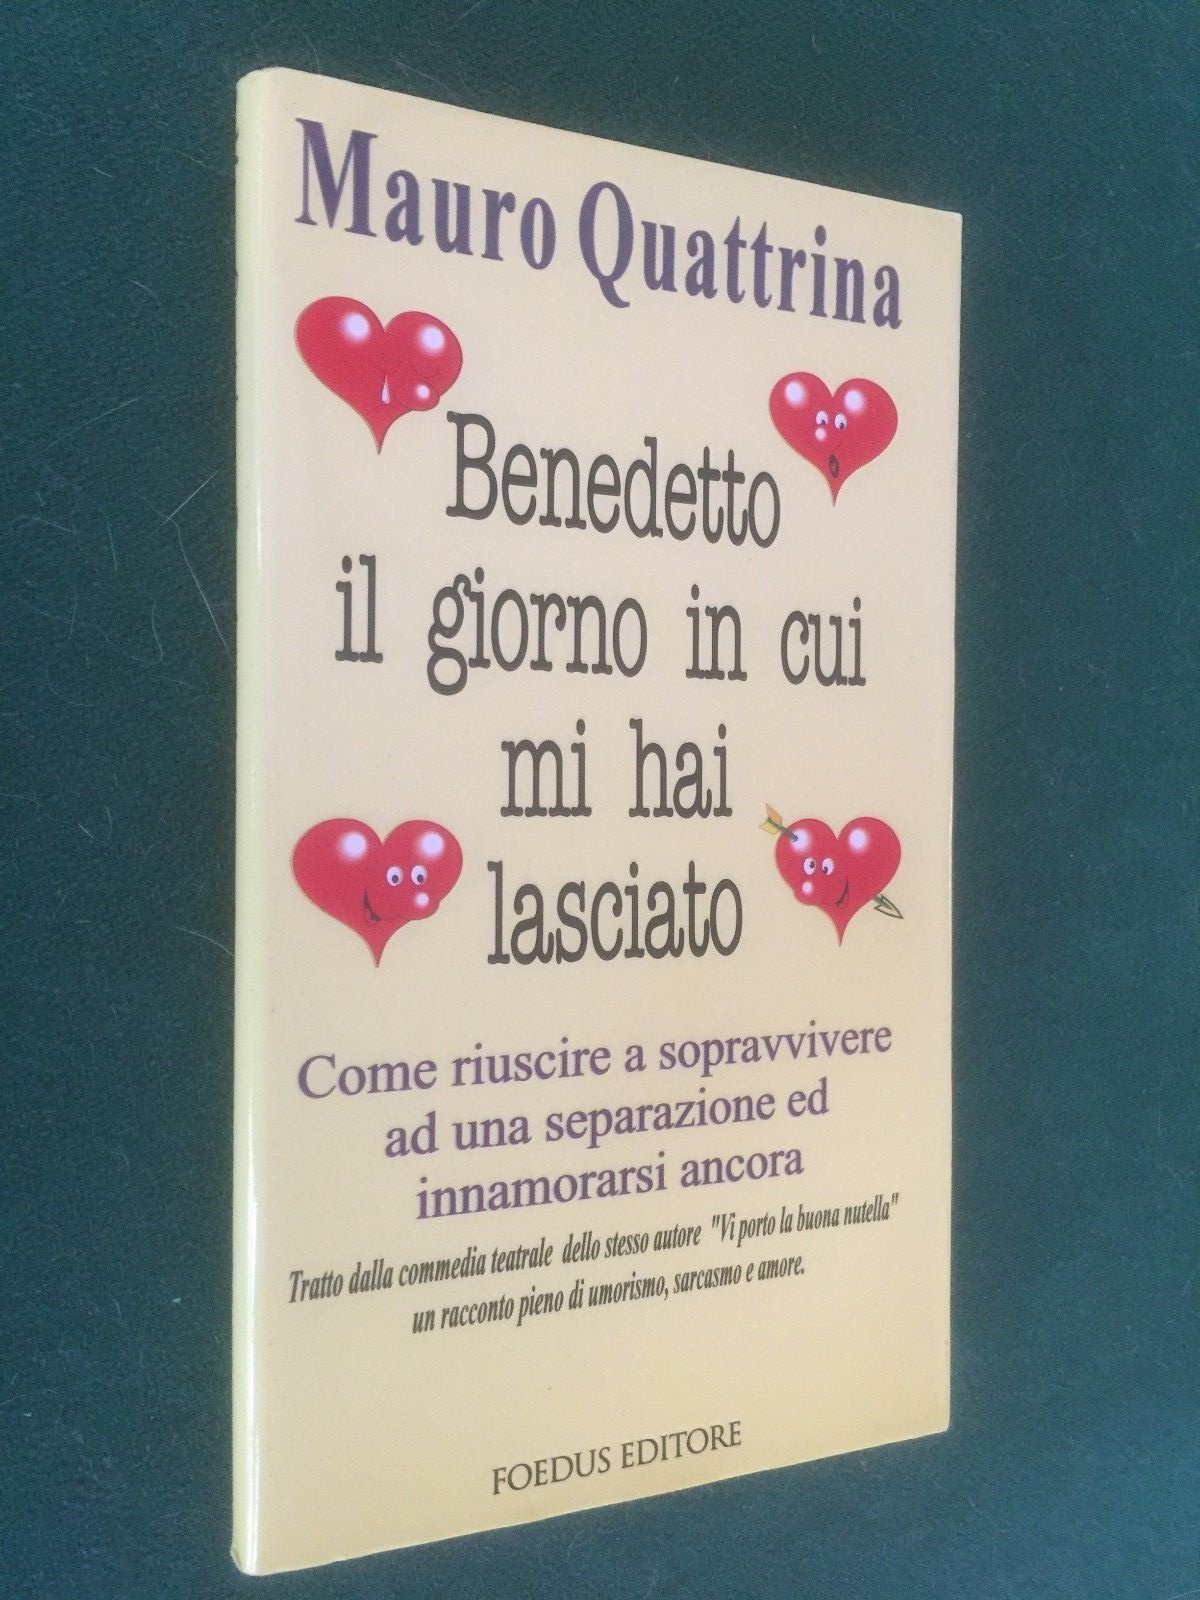 Mauro Quattrina
Benedetto
il giorno in cui
mi hai
lasciato
Come riuscire a sopravvivere
ad una separazione ed
innamorarsi ancora
Tratto dalla commedia teatrale dello stesso autore "Vi porto la buona nutella"
un racconto pieno di umorismo, sarcasmo e amore.
FOEDUS EDITORE